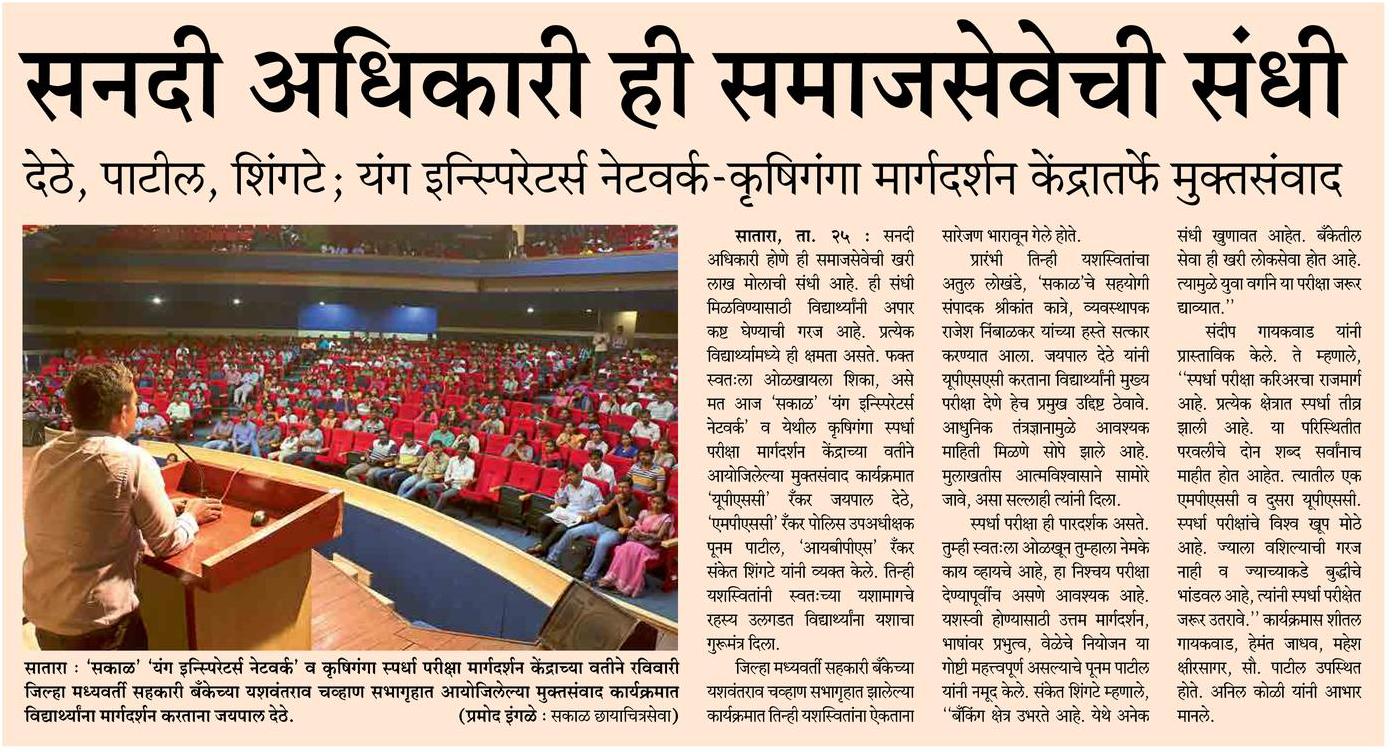 सनदी अधिकारी ही समाजसेवेची संधी
देठे, पाटील, शिंगटे; यंग इन्स्पिरेटर्स नेटवर्क-कृषिगंगा मार्गदर्शन केंद्रातर्फे मुक्तसंवाद
सातारा : ‘सकाळ’ ‘यंग इन्स्पिरेटर्स नेटवर्क’ व कृषिगंगा स्पर्धा परीक्षा मार्गदर्शन केंद्राच्या वतीने रविवारी
जिल्हा मध्यवर्ती सहकारी बँकेच्या यशवंतराव चव्हाण सभागृहात आयोजिलेल्या मुक्तसंवाद कार्यक्रमात
विद्यार्थ्यांना मार्गदर्शन करताना जयपाल देठे. (प्रमोद इंगळे : सकाळ छायाचित्रसेवा)
सातारा, ता. २५ : सनदी
अधिकारी होणे ही समाजसेवेची खरी
लाख मोलाची संधी आहे. ही संधी
मिळविण्यासाठी विद्यार्थ्यांनी अपार
कष्ट घेण्याची गरज आहे. प्रत्येक
विद्यार्थ्यामध्ये ही क्षमता असते. फक्त
स्वतःला ओळखायला शिका, असे
मत आज ‘सकाळ’ ‘यंग इन्स्पिरेटर्स
नेटवर्क’ व येथील कृषिगंगा स्पर्धा
परीक्षा मार्गदर्शन केंद्राच्या वतीने
आयोजिलेल्या मुक्तसंवाद कार्यक्रमात
‘यूपीएससी’ रँकर जयपाल देठे,
‘एमपीएससी’ रँकर पोलिस उपअधीक्षक
पूनम पाटील, ‘आयबीपीएस’ रँकर
संकेत शिंगटे यांनी व्यक्त केले. तिन्ही
यशस्वितांनी स्वतःच्या यशामागचे
रहस्य उलगडत विद्यार्थ्यांना यशाचा
गुरूमंत्र दिला.
जिल्हा मध्यवर्ती सहकारी बँकेच्या
यशवंतराव चव्हाण सभागृहात झालेल्या
कार्यक्रमात तिन्ही यशस्वितांना ऐकताना
सारेजण भारावून गेले होते.
प्रारंभी तिन्ही यशस्वितांचा
अतुल लोखंडे, ‘सकाळ’चे सहयोगी
संपादक श्रीकांत कात्रे, व्यवस्थापक
राजेश निंबाळकर यांच्या हस्ते सत्कार
करण्यात आला. जयपाल देठे यांनी
यूपीएसएसी करताना विद्यार्थ्यांनी मुख्य
परीक्षा देणे हेच प्रमुख उद्दिष्ट ठेवावे.
आधुनिक तंत्रज्ञानामुळे आवश्यक
माहिती मिळणे सोपे झाले आहे.
मुलाखतीस आत्मविश्वासाने सामोरे
जावे, असा सल्लाही त्यांनी दिला.
स्पर्धा परीक्षा ही पारदर्शक असते.
तुम्ही स्वतःला ओळखून तुम्हाला नेमके
काय व्हायचे आहे, हा निश्चय परीक्षा
देण्यापूर्वीच असणे आवश्यक आहे.
यशस्वी होण्यासाठी उत्तम मार्गदर्शन,
भाषांवर प्रभुत्व, वेळेचे नियोजन या
गोष्टी महत्त्वपूर्ण असल्याचे पूनम पाटील
यांनी नमूद केले. संकेत शिंगटे म्हणाले,
‘‘बँकिंग क्षेत्र उभरते आहे. येथे अनेक
संधी खुणावत आहेत. बँकेतील
सेवा ही खरी लोकसेवा होत आहे.
त्यामुळे युवा वर्गाने या परीक्षा जरूर
द्याव्यात.’’
संदीप गायकवाड यांनी
प्रास्ताविक केले. ते म्हणाले,
‘‘स्पर्धा परीक्षा करिअरचा राजमार्ग
आहे. प्रत्येक क्षेत्रात स्पर्धा तीव्र
झाली आहे. या परिस्थितीत
परवलीचे दोन शब्द सर्वांनाच
माहीत होत आहेत. त्यातील एक
एमपीएससी व दुसरा यूपीएससी.
स्पर्धा परीक्षांचे विश्व खूप मोठे
आहे. ज्याला वशिल्याची गरज
नाही व ज्याच्याकडे बुद्धीचे
भांडवल आहे, त्यांनी स्पर्धा परीक्षेत
जरूर उतरावे.’’ कार्यक्रमास शीतल
गायकवाड, हेमंत जाधव, महेश
क्षीरसागर, सौ. पाटील उपस्थित
होते. अनिल कोळी यांनी आभार
मानले.